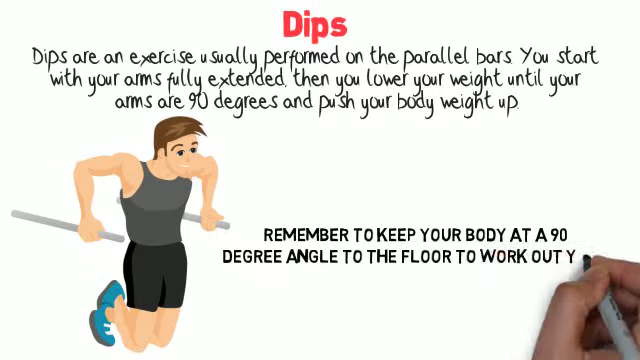 Dips
Dips are an exercise usually performed on the parallel bars. You start
with your arms fully extended, then you lower your weight until your
arms are 90 degrees and push your body weight up.
REMEMBER TO KEEP YOUR BODY AT A 90
DEGREE ANGLE TO THE FLOOR TO WORK OUT Y